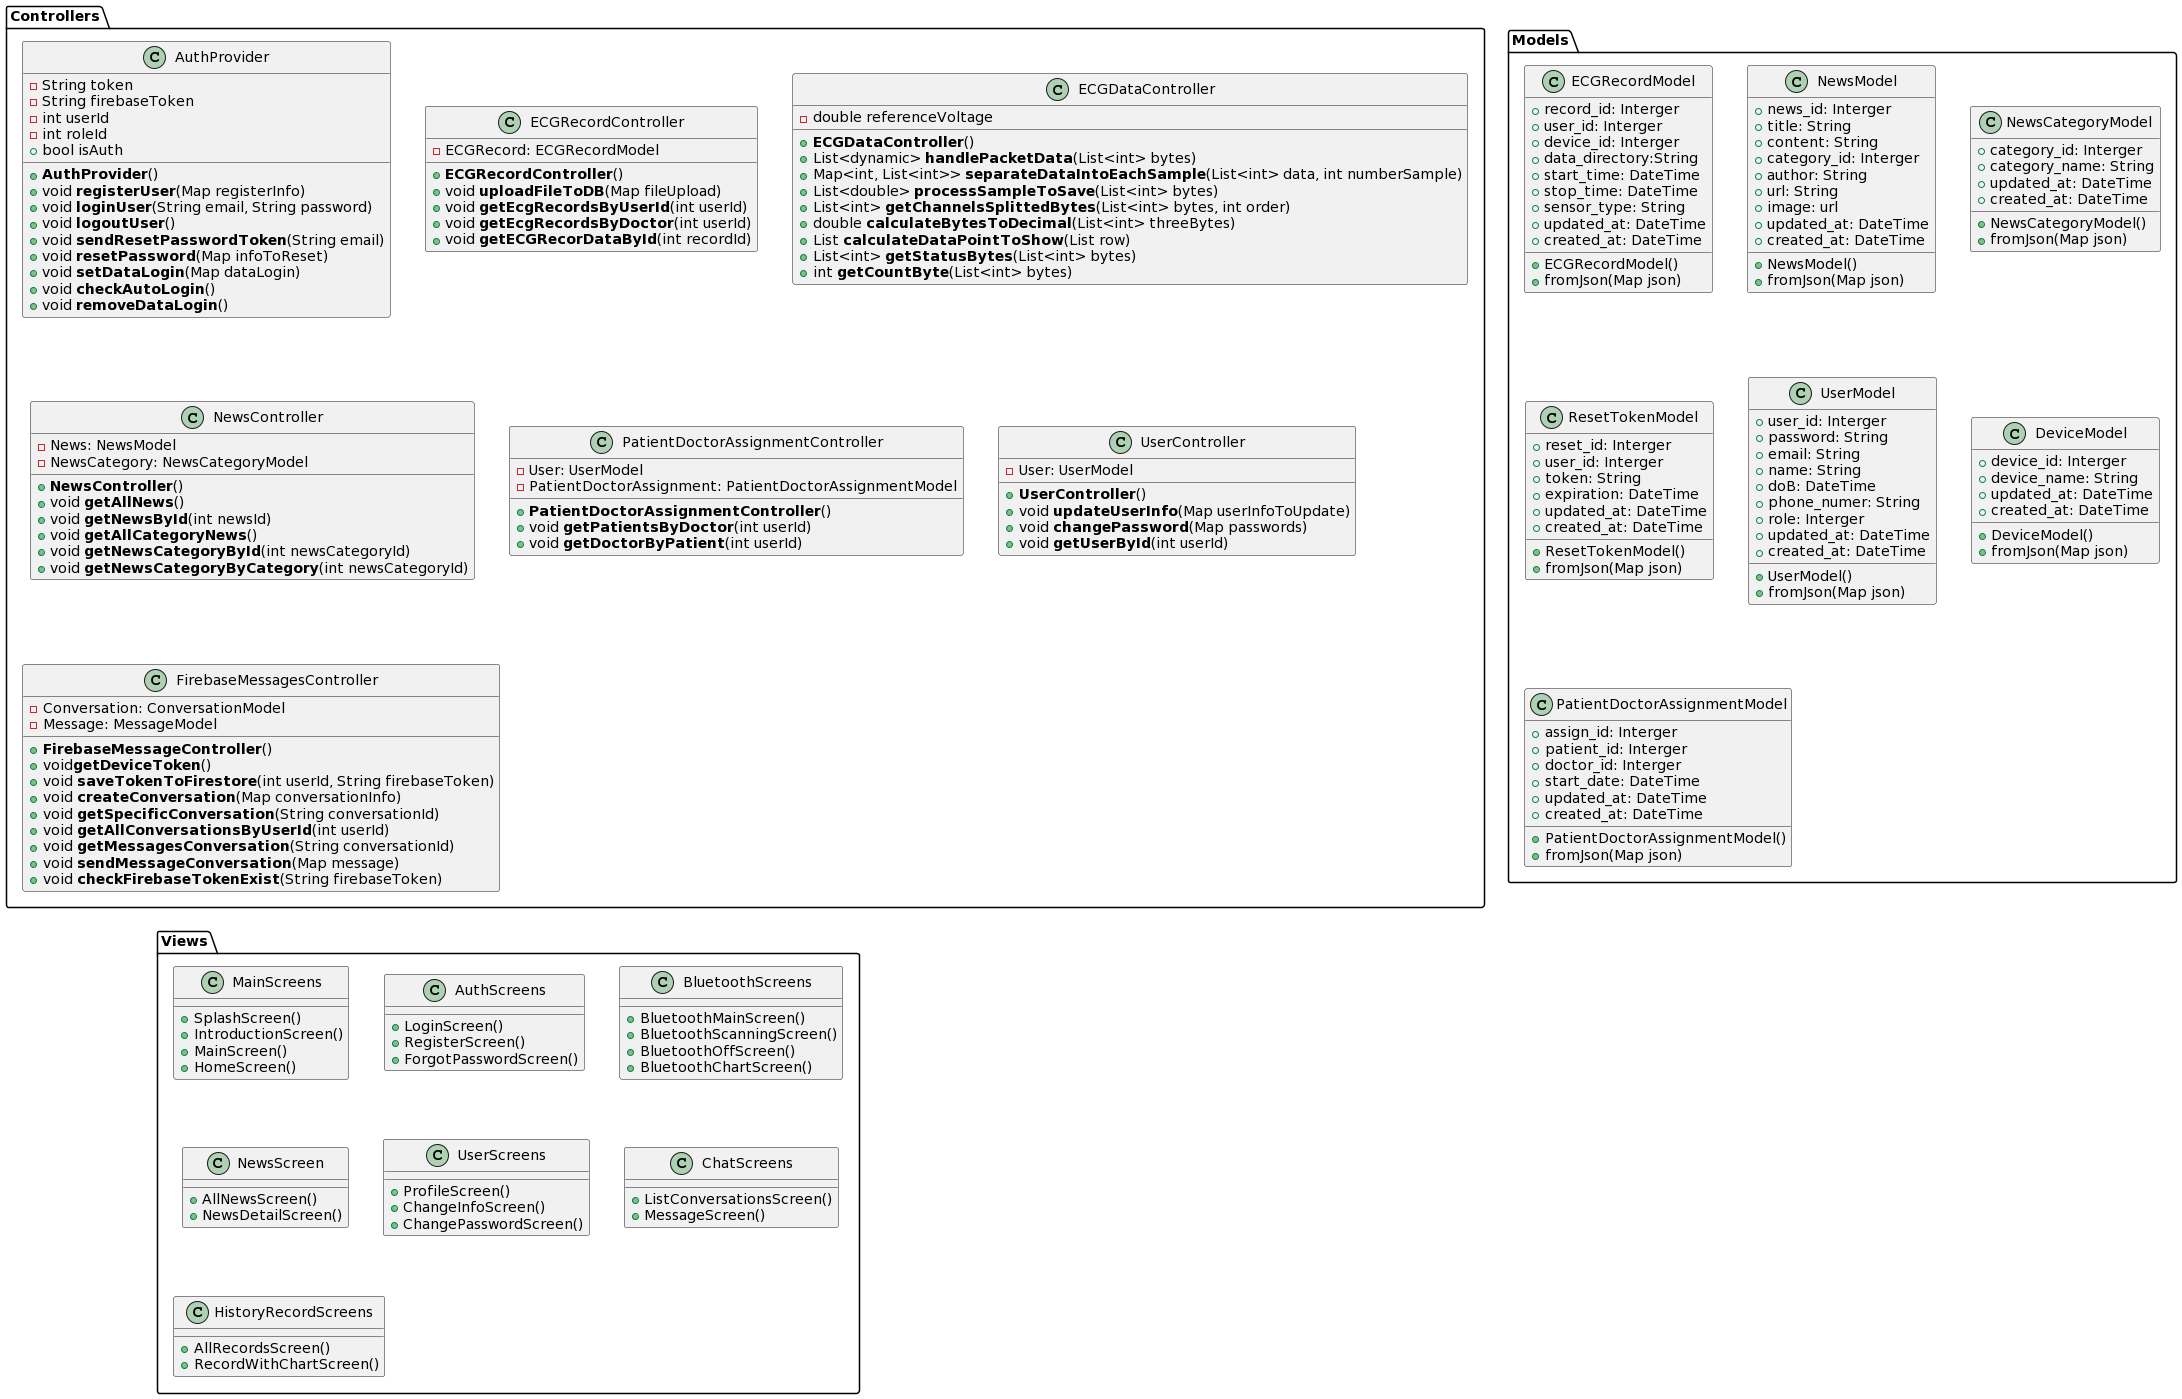 Controllers
C AuthProvider
String token
String firebaseToken
int userId
int roleId
bool isAuth
AuthProvider()
void registerUser(Map registerInfo)
void loginUser(String email, String password)
void logoutUser()
void sendResetPasswordToken(String email)
void resetPassword(Map infoToReset)
void setDataLogin(Map dataLogin)
void checkAutoLogin()
void removeDataLogin()
C ECGRecordController
ECGRecord: ECGRecordModel
ECGRecordController()
void uploadFileToDB(Map fileUpload)
void getEcgRecordsByUserId(int userId)
void getEcgRecordsByDoctor(int userId)
void getECGRecorDataById(int recordId)
C ECGDataController
double referenceVoltage
ECGDataController()
List<dynamic> handlePacketData(List<int> bytes)
Map<int, List<int>> separateDataIntoEachSample(List<int> data, int numberSample)
List<double> processSampleToSave(List<int> bytes)
List<int> getChannelsSplittedBytes(List<int> bytes, int order)
double calculateBytesToDecimal(List<int> threeBytes)
List calculateDataPointToShow(List row)
List<int> getStatusBytes(List<int> bytes)
int getCountByte(List<int> bytes)
C NewsController
News: NewsModel
NewsCategory: NewsCategoryModel
NewsController()
void getAllNews()
void getNewsById(int newsId)
void getAllCategoryNews()
void getNewsCategoryById(int newsCategoryId)
void getNewsCategoryByCategory(int newsCategoryId)
C PatientDoctorAssignmentController
User: UserModel
PatientDoctorAssignment: PatientDoctorAssignmentModel
PatientDoctorAssignmentController()
void getPatientsByDoctor(int userId)
void getDoctorByPatient(int userId)
C UserController
User: UserModel
UserController()
void updateUserInfo(Map userInfoToUpdate)
void changePassword(Map passwords)
void getUserById(int userId)
C FirebaseMessagesController
Conversation: ConversationModel
Message: MessageModel
FirebaseMessageController()
voidgetDeviceToken()
void saveTokenToFirestore(int userId, String firebaseToken)
void createConversation(Map conversationInfo)
void getSpecificConversation(String conversationId)
void getAllConversationsByUserId(int userId)
void getMessagesConversation(String conversationId)
void sendMessageConversation(Map message)
void checkFirebaseTokenExist(String firebaseToken)
Models
C ECGRecordModel
record_id: Interger
user_id: Interger
device_id: Interger
data_directory:String
start_time: DateTime
stop_time: DateTime
sensor_type: String
updated_at: DateTime
created_at: DateTime
ECGRecordModel()
fromJson(Map json)
C NewsModel
news_id: Interger
title: String
content: String
category_id: Interger
author: String
url: String
image: url
updated_at: DateTime
created_at: DateTime
NewsModel()
fromJson(Map json)
C NewsCategoryModel
category_id: Interger
category_name: String
updated_at: DateTime
created_at: DateTime
NewsCategoryModel()
fromJson(Map json)
C ResetTokenModel
reset_id: Interger
user_id: Interger
token: String
expiration: DateTime
updated_at: DateTime
created_at: DateTime
ResetTokenModel()
fromJson(Map json)
C UserModel
user_id: Interger
password: String
email: String
name: String
doB: DateTime
phone_numer: String
role: Interger
updated_at: DateTime
created_at: DateTime
UserModel()
fromJson(Map json)
C DeviceModel
device_id: Interger
device_name: String
updated_at: DateTime
created_at: DateTime
DeviceModel()
fromJson(Map json)
C PatientDoctorAssignmentModel
assign_id: Interger
patient_id: Interger
doctor_id: Interger
start_date: DateTime
updated_at: DateTime
created_at: DateTime
PatientDoctorAssignmentModel()
fromJson(Map json)
Views
C MainScreens
SplashScreen()
IntroductionScreen()
MainScreen()
HomeScreen()
C AuthScreens
LoginScreen()
RegisterScreen()
ForgotPasswordScreen()
C BluetoothScreens
BluetoothMainScreen()
BluetoothScanningScreen()
BluetoothOffScreen()
BluetoothChartScreen()
C NewsScreen
AllNewsScreen()
NewsDetailScreen()
C UserScreens
ProfileScreen()
ChangeInfoScreen()
ChangePasswordScreen()
C ChatScreens
ListConversationsScreen()
MessageScreen()
C HistoryRecordScreens
AllRecordsScreen()
RecordWithChartScreen()